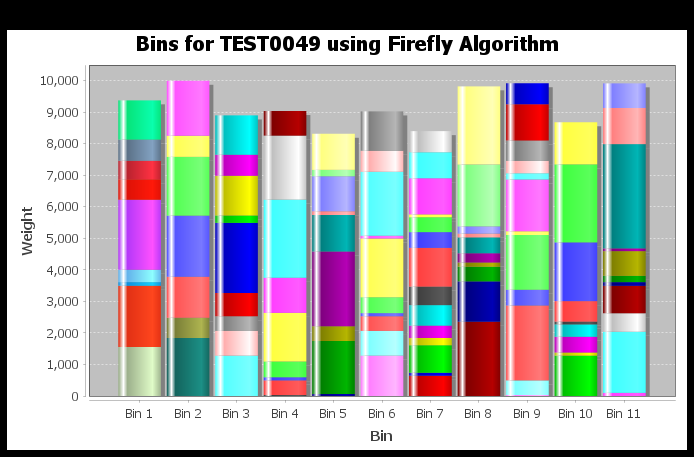 Bins for TEST0049 using Firefly Algorithm
10,000
9,000
8,000
7,000
6,000
5,000
4,000
3,000
2,000
1,000
0
Weight
Bin 1 Bin 2 Bin 3 Bin 4 Bin 5 Bin 6 Bin 7 Bin 8 Bin 9 Bin 10 Bin 11
Bin